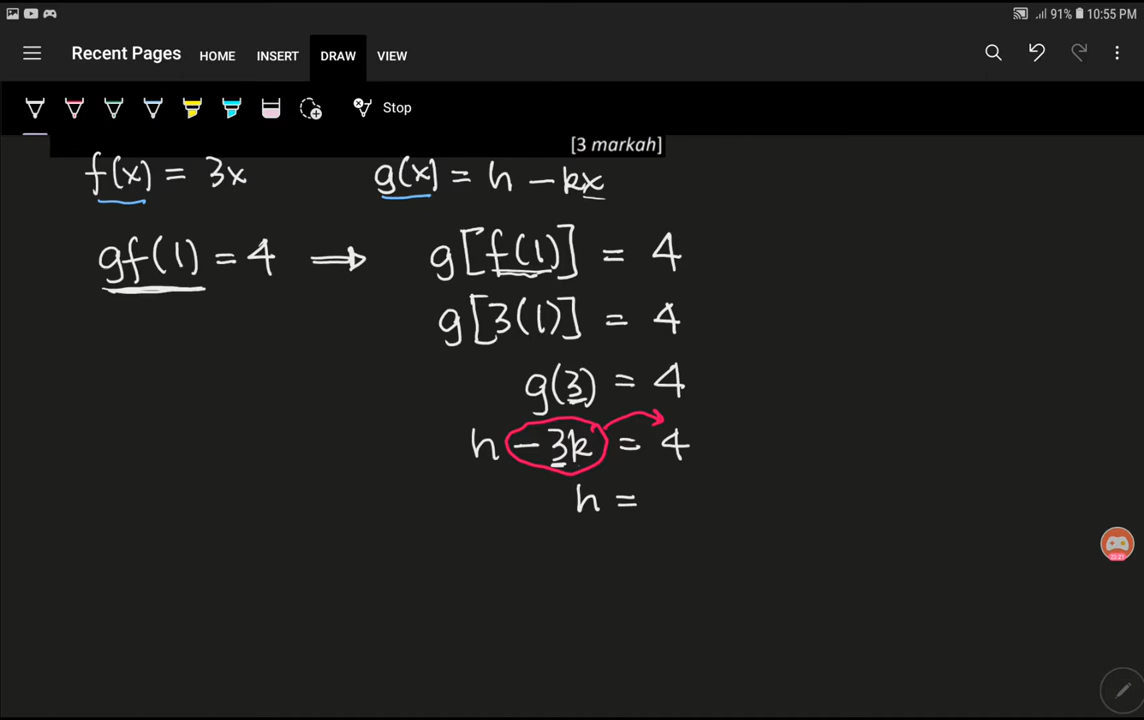 91% 10:55 PM
Recent Pages HOME INSERT DRAW VIEW
Stop
[3 markah]
f(x) = 3x g(x) = h - kx
gf(1) = 4 ⟹ g[f(1)] = 4
g[3(1)] = 4
g(3) = 4
h - 3k = 4
h =